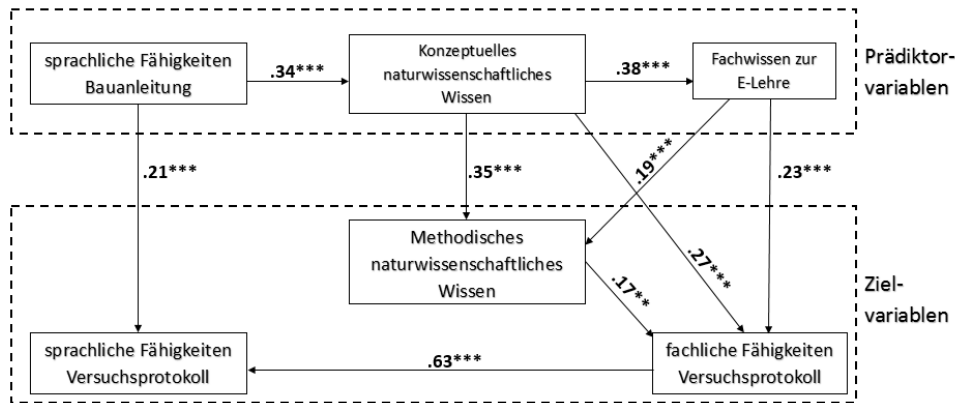 sprachliche Fähigkeiten
Bauanleitung
.34***
Konzeptuelles
naturwissenschaftliches
Wissen
.38***
Fachwissen zur
E-Lehre
Prädiktor-
variablen
.21***
.35***
.19***
.23***
Methodisches
naturwissenschaftliches
Wissen
.17**
.27***
Ziel-
variablen
sprachliche Fähigkeiten
Versuchsprotokoll
.63***
fachliche Fähigkeiten
Versuchsprotokoll